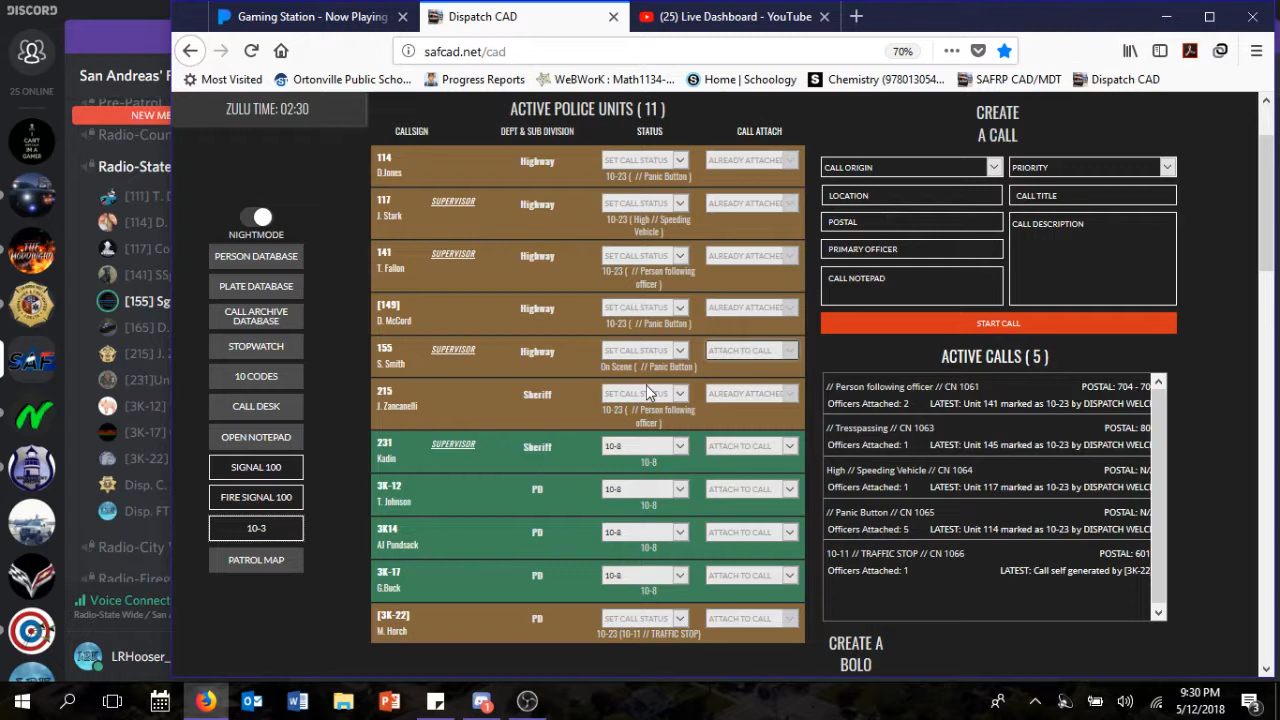 Gaming Station - Now Playing
Dispatch CAD
(25) Live Dashboard - YouTube
DISCORD
safcad.net/cad
70%
Most Visited
Ortonville Public Scho...
Progress Reports
WeBWorK : Math1134-...
Home | Schoology
Chemistry (978013054...
SAFRP CAD/MDT
Dispatch CAD
25 ONLINE
San Andreas' F
Pre-Patrol
NEW ME
Radio-Coun
Radio-State
[111] T. D
[114] D.
[117] Co
[141] SSg
[155] Sg
[165] D.
[215]
[231]Un
[3K-12]
[3K-17]
[3K-22]
Disp. C
Disp. FT
Radio-City
Radio-Firec
Voice Connect
Radio-State Wide / San A
LRHooser_
I CAN'T
I'M A
GAMER
THE
MODDNIGHT
SAF
ZULU TIME: 02:30
NIGHTMODE
PERSON DATABASE
PLATE DATABASE
CALL ARCHIVE
DATABASE
STOPWATCH
10 CODES
CALL DESK
OPEN NOTEPAD
SIGNAL 100
FIRE SIGNAL 100
10-3
PATROL MAP
ACTIVE POLICE UNITS ( 11 )
CALLSIGN DEPT & SUB DIVISION STATUS CALL ATTACH
114 Highway SET CALL STATUS ALREADY ATTACHED
D.Jones 10-23 ( // Panic Button )
117 SUPERVISOR Highway SET CALL STATUS ALREADY ATTACHED
J. Stark 10-23 ( High // Speeding
Vehicle )
141 SUPERVISOR Highway SET CALL STATUS ALREADY ATTACHED
T. Fallon 10-23 ( // Person following
officer )
[149] Highway SET CALL STATUS ALREADY ATTACHED
D. McCord 10-23 ( // Panic Button )
155 SUPERVISOR Highway SET CALL STATUS ATTACH TO CALL
S. Smith On Scene ( // Panic Button )
215 Sheriff SET CALL STATUS ALREADY ATTACHED
J. Zancanelli 10-23 ( // Person following
officer )
231 SUPERVISOR Sheriff 10-8 ATTACH TO CALL
Kadin 10-8
3K-12 PD 10-8 ATTACH TO CALL
T. Johnson 10-8
3K14 PD 10-8 ATTACH TO CALL
AJ Pundsack 10-8
3K-17 PD 10-8 ATTACH TO CALL
G.Buck 10-8
[3K-22] PD SET CALL STATUS ATTACH TO CALL
M. Horch 10-23 (10-11 // TRAFFIC STOP)
CREATE
A CALL
CALL ORIGIN PRIORITY
LOCATION CALL TITLE
POSTAL CALL DESCRIPTION
PRIMARY OFFICER
CALL NOTEPAD
START CALL
ACTIVE CALLS ( 5 )
// Person following officer // CN 1061 POSTAL: 704 - 70
Officers Attached: 2 LATEST: Unit 141 marked as 10-23 by DISPATCH WELC
// Tresspassing // CN 1063 POSTAL: 80
Officers Attached: 1 LATEST: Unit 145 marked as 10-23 by DISPATCH WELC
High // Speeding Vehicle // CN 1064 POSTAL: N/
Officers Attached: 1 LATEST: Unit 117 marked as 10-23 by DISPATCH WELC
// Panic Button // CN 1065 POSTAL: N/
Officers Attached: 5 LATEST: Unit 114 marked as 10-23 by DISPATCH WELC
10-11 // TRAFFIC STOP // CN 1066 POSTAL: 601
Officers Attached: 1 LATEST: Call self generated by [3K-22
CREATE A
BOLO
9:30 PM
5/12/2018